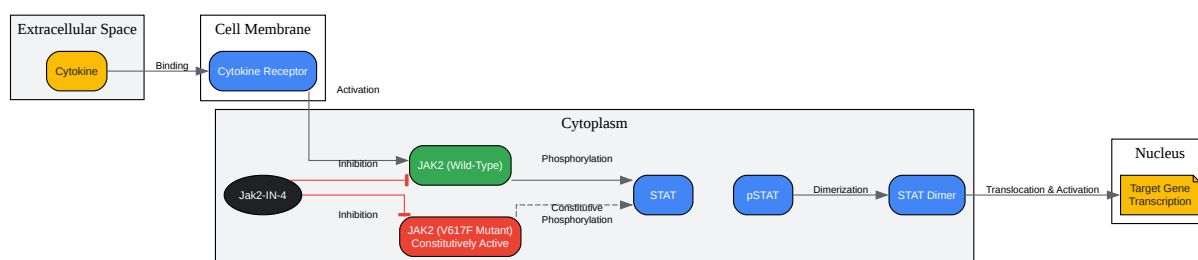 Extracellular Space
Cytokine
Binding
Cell Membrane
Cytokine Receptor
Activation
Cytoplasm
Jak2-IN-4
Inhibition
Inhibition
JAK2 (Wild-Type)
JAK2 (V617F Mutant)
Constitutively Active
Phosphorylation
Constitutive
Phosphorylation
STAT
pSTAT
Dimerization
STAT Dimer
Translocation & Activation
Nucleus
Target Gene
Transcription